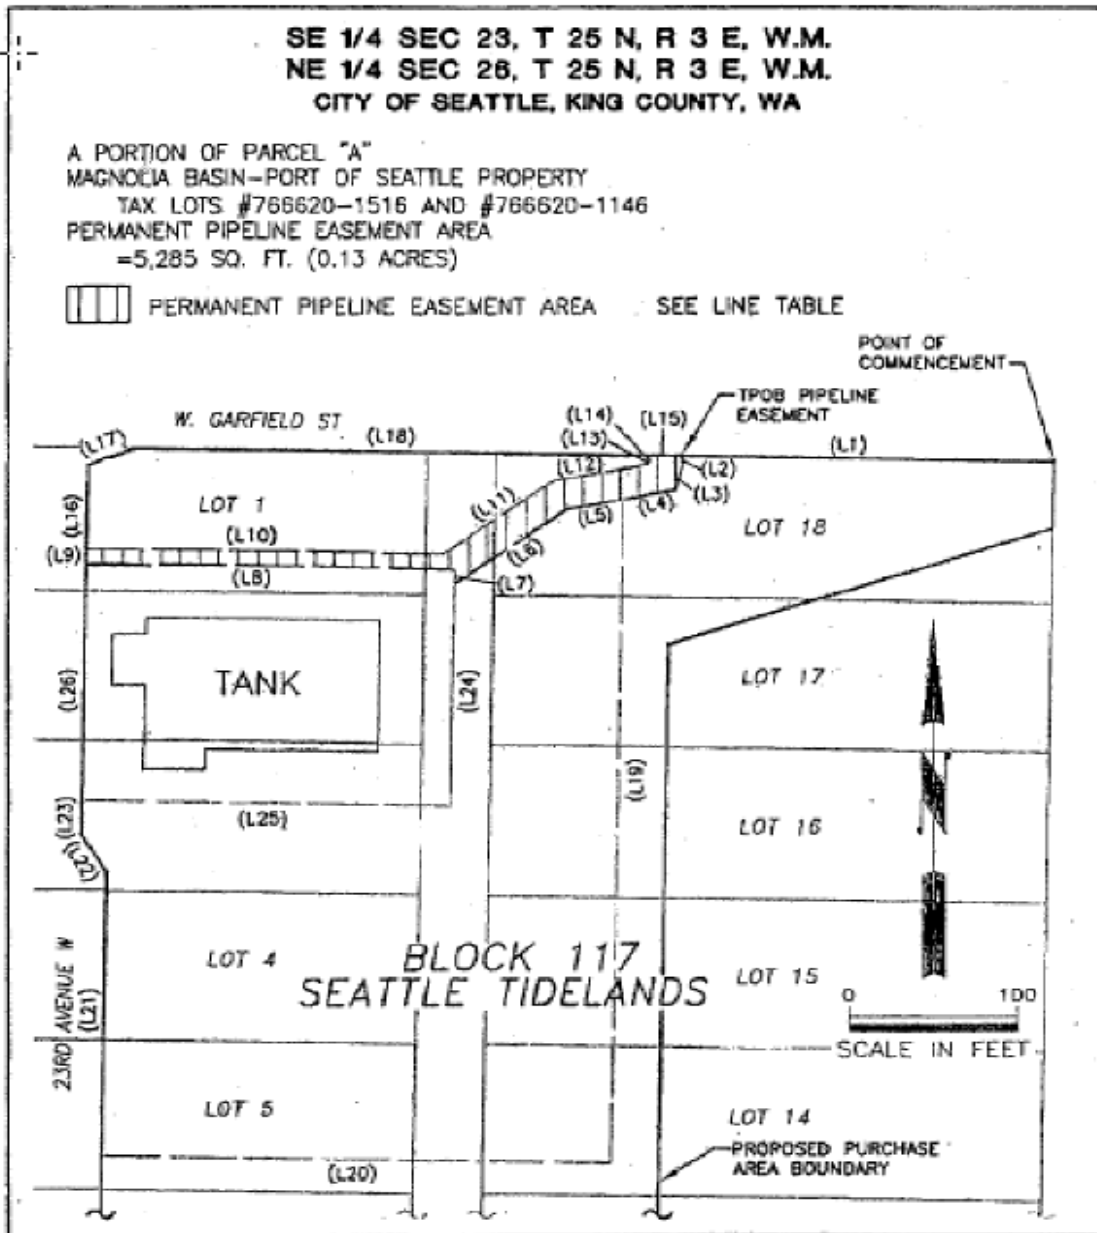 SE 1/4 SEC 23, T 25 N, R 3 E, W.M.
NE 1/4 SEC 26, T 25 N, R 3 E, W.M.
CITY OF SEATTLE, KING COUNTY, WA
A PORTION OF PARCEL "A"
MAGNOLIA BASIN-PORT OF SEATTLE PROPERTY
TAX LOTS #766620-1516 AND #766620-1146
PERMANENT PIPELINE EASEMENT AREA
=5,285 SQ. FT. (0.13 ACRES)
PERMANENT PIPELINE EASEMENT AREA SEE LINE TABLE
POINT OF
COMMENCEMENT
TPOB PIPELINE
EASEMENT
W. GARFIELD ST
(L17)
(L18)
(L14)
(L15)
(L13)
(L1)
(L12)
(L2)
(L3)
(L16)
LOT 1
(L11)
(L4)
(L5)
LOT 18
(L10)
(L9)
(L6)
(L8)
(L7)
TANK
(L26)
(L24)
LOT 17
(L19)
(L23)
(L25)
LOT 16
(L22)
LOT 4
BLOCK 117
SEATTLE TIDELANDS
LOT 15
0 100
SCALE IN FEET
23RD AVENUE W
(L21)
LOT 5
LOT 14
PROPOSED PURCHASE
AREA BOUNDARY
(L20)
N